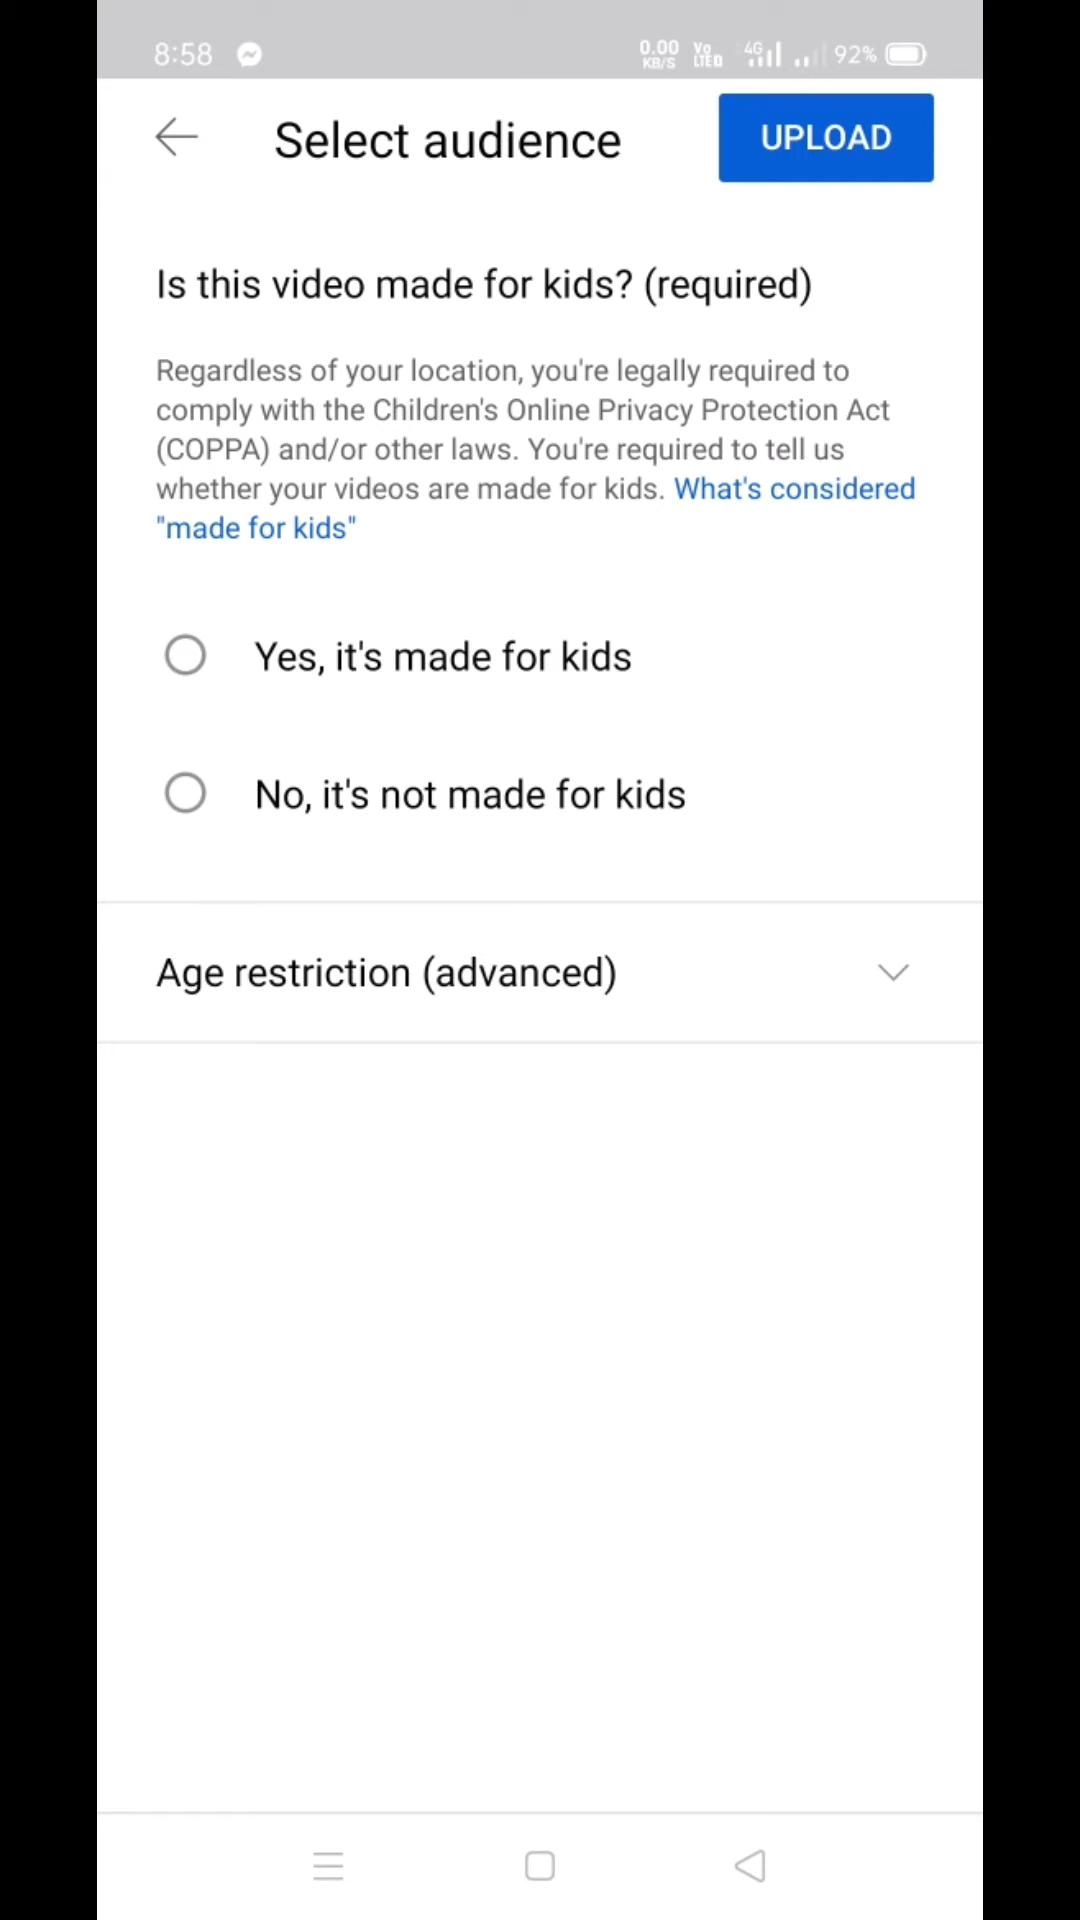 8:58 0.00 KB/S Vo LTED 4G 92%
Select audience UPLOAD
Is this video made for kids? (required)
Regardless of your location, you're legally required to
comply with the Children's Online Privacy Protection Act
(COPPA) and/or other laws. You're required to tell us
whether your videos are made for kids. What's considered
"made for kids"
Yes, it's made for kids
No, it's not made for kids
Age restriction (advanced)